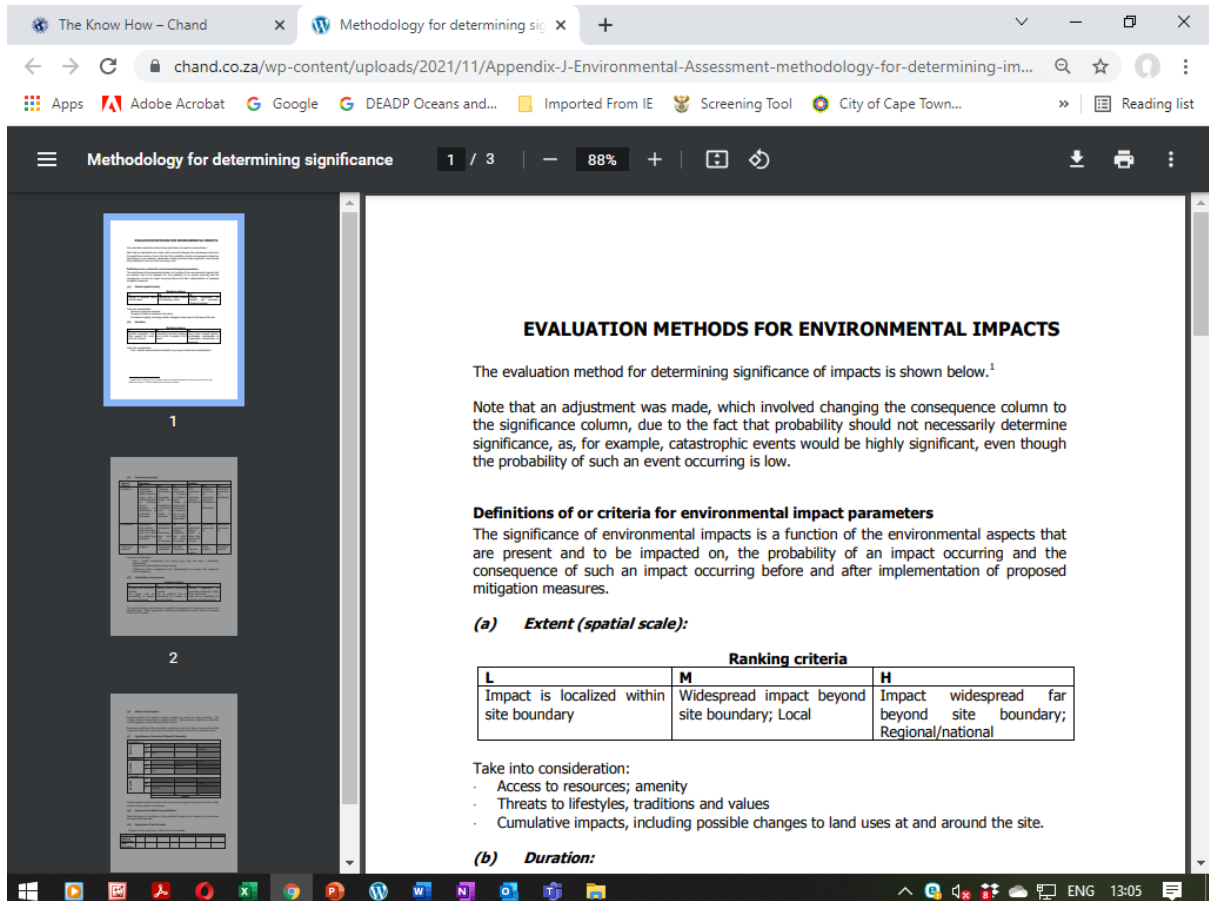 The Know How – Chand
Methodology for determining sig
chand.co.za/wp-content/uploads/2021/11/Appendix-J-Environmental-Assessment-methodology-for-determining-im...
Apps Adobe Acrobat Google DEADP Oceans and... Imported From IE Screening Tool City of Cape Town... » Reading list
Methodology for determining significance 1 / 3 88%
EVALUATION METHODS FOR ENVIRONMENTAL IMPACTS
The evaluation method for determining significance of impacts is shown below.1
Note that an adjustment was made, which involved changing the consequence column to
the significance column, due to the fact that probability should not necessarily determine
significance, as, for example, catastrophic events would be highly significant, even though
the probability of such an event occurring is low.
Definitions of or criteria for environmental impact parameters
The significance of environmental impacts is a function of the environmental aspects that
are present and to be impacted on, the probability of an impact occurring and the
consequence of such an impact occurring before and after implementation of proposed
mitigation measures.
(a) Extent (spatial scale):
Ranking criteria
L M H
Impact is localized within site boundary
Widespread impact beyond site boundary; Local
Impact widespread far beyond site boundary; Regional/national
Take into consideration:
· Access to resources; amenity
· Threats to lifestyles, traditions and values
· Cumulative impacts, including possible changes to land uses at and around the site.
(b) Duration:
1
2
ENG 13:05